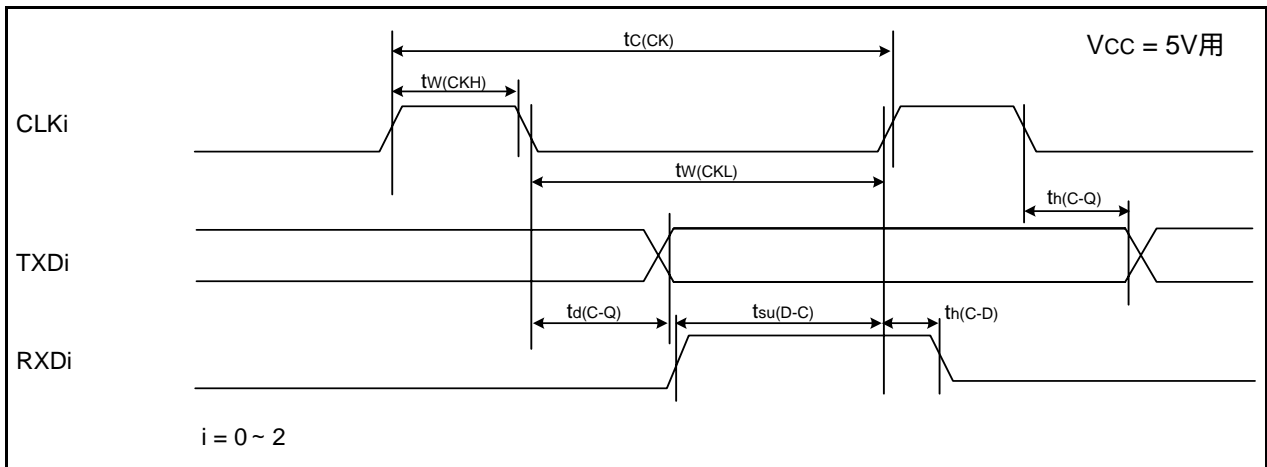 tC(CK)
VCC = 5V用
tW(CKH)
CLKi
tW(CKL)
th(C-Q)
TXDi
td(C-Q)
tsu(D-C)
th(C-D)
RXDi
i = 0 ~ 2